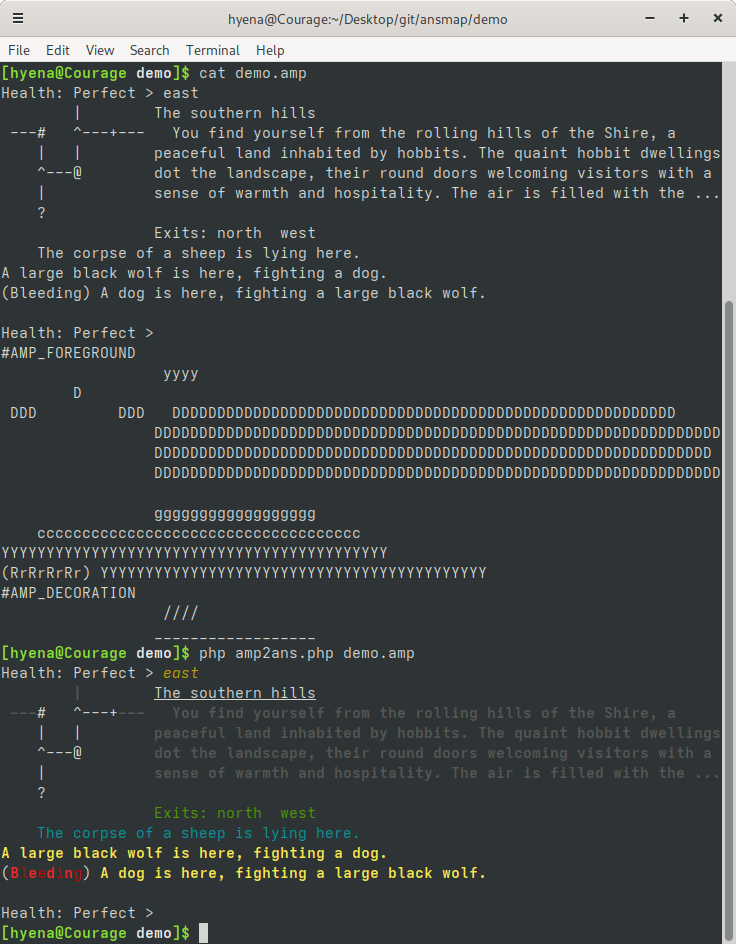 hyena@Courage:~/Desktop/git/ansmap/demo
File Edit View Search Terminal Help
[hyena@Courage demo]$ cat demo.amp
Health: Perfect > east
        |        The southern hills
 ---#   ^---+---   You find yourself from the rolling hills of the Shire, a
    |   |        peaceful land inhabited by hobbits. The quaint hobbit dwellings
    ^---@        dot the landscape, their round doors welcoming visitors with a
    |            sense of warmth and hospitality. The air is filled with the ...
    ?
                 Exits: north  west
    The corpse of a sheep is lying here.
A large black wolf is here, fighting a dog.
(Bleeding) A dog is here, fighting a large black wolf.

Health: Perfect >
#AMP_FOREGROUND
                  yyyy
        D
 DDD         DDD   DDDDDDDDDDDDDDDDDDDDDDDDDDDDDDDDDDDDDDDDDDDDDDDDDDDDDDDD
                 DDDDDDDDDDDDDDDDDDDDDDDDDDDDDDDDDDDDDDDDDDDDDDDDDDDDDDDDDDDDDDD
                 DDDDDDDDDDDDDDDDDDDDDDDDDDDDDDDDDDDDDDDDDDDDDDDDDDDDDDDDDDDDDD
                 DDDDDDDDDDDDDDDDDDDDDDDDDDDDDDDDDDDDDDDDDDDDDDDDDDDDDDDDDDDDDDD

                 gggggggggggggggggg
    cccccccccccccccccccccccccccccccccccc
YYYYYYYYYYYYYYYYYYYYYYYYYYYYYYYYYYYYYYYYYYY
(RrRrRrRr) YYYYYYYYYYYYYYYYYYYYYYYYYYYYYYYYYYYYYYYYYYY
#AMP_DECORATION
                  ////
                 __________________
[hyena@Courage demo]$ php amp2ans.php demo.amp
Health: Perfect > east
        |        The southern hills
 ---#   ^---+---   You find yourself from the rolling hills of the Shire, a
    |   |        peaceful land inhabited by hobbits. The quaint hobbit dwellings
    ^---@        dot the landscape, their round doors welcoming visitors with a
    |            sense of warmth and hospitality. The air is filled with the ...
    ?
                 Exits: north  west
    The corpse of a sheep is lying here.
A large black wolf is here, fighting a dog.
(Bleeding) A dog is here, fighting a large black wolf.

Health: Perfect >
[hyena@Courage demo]$